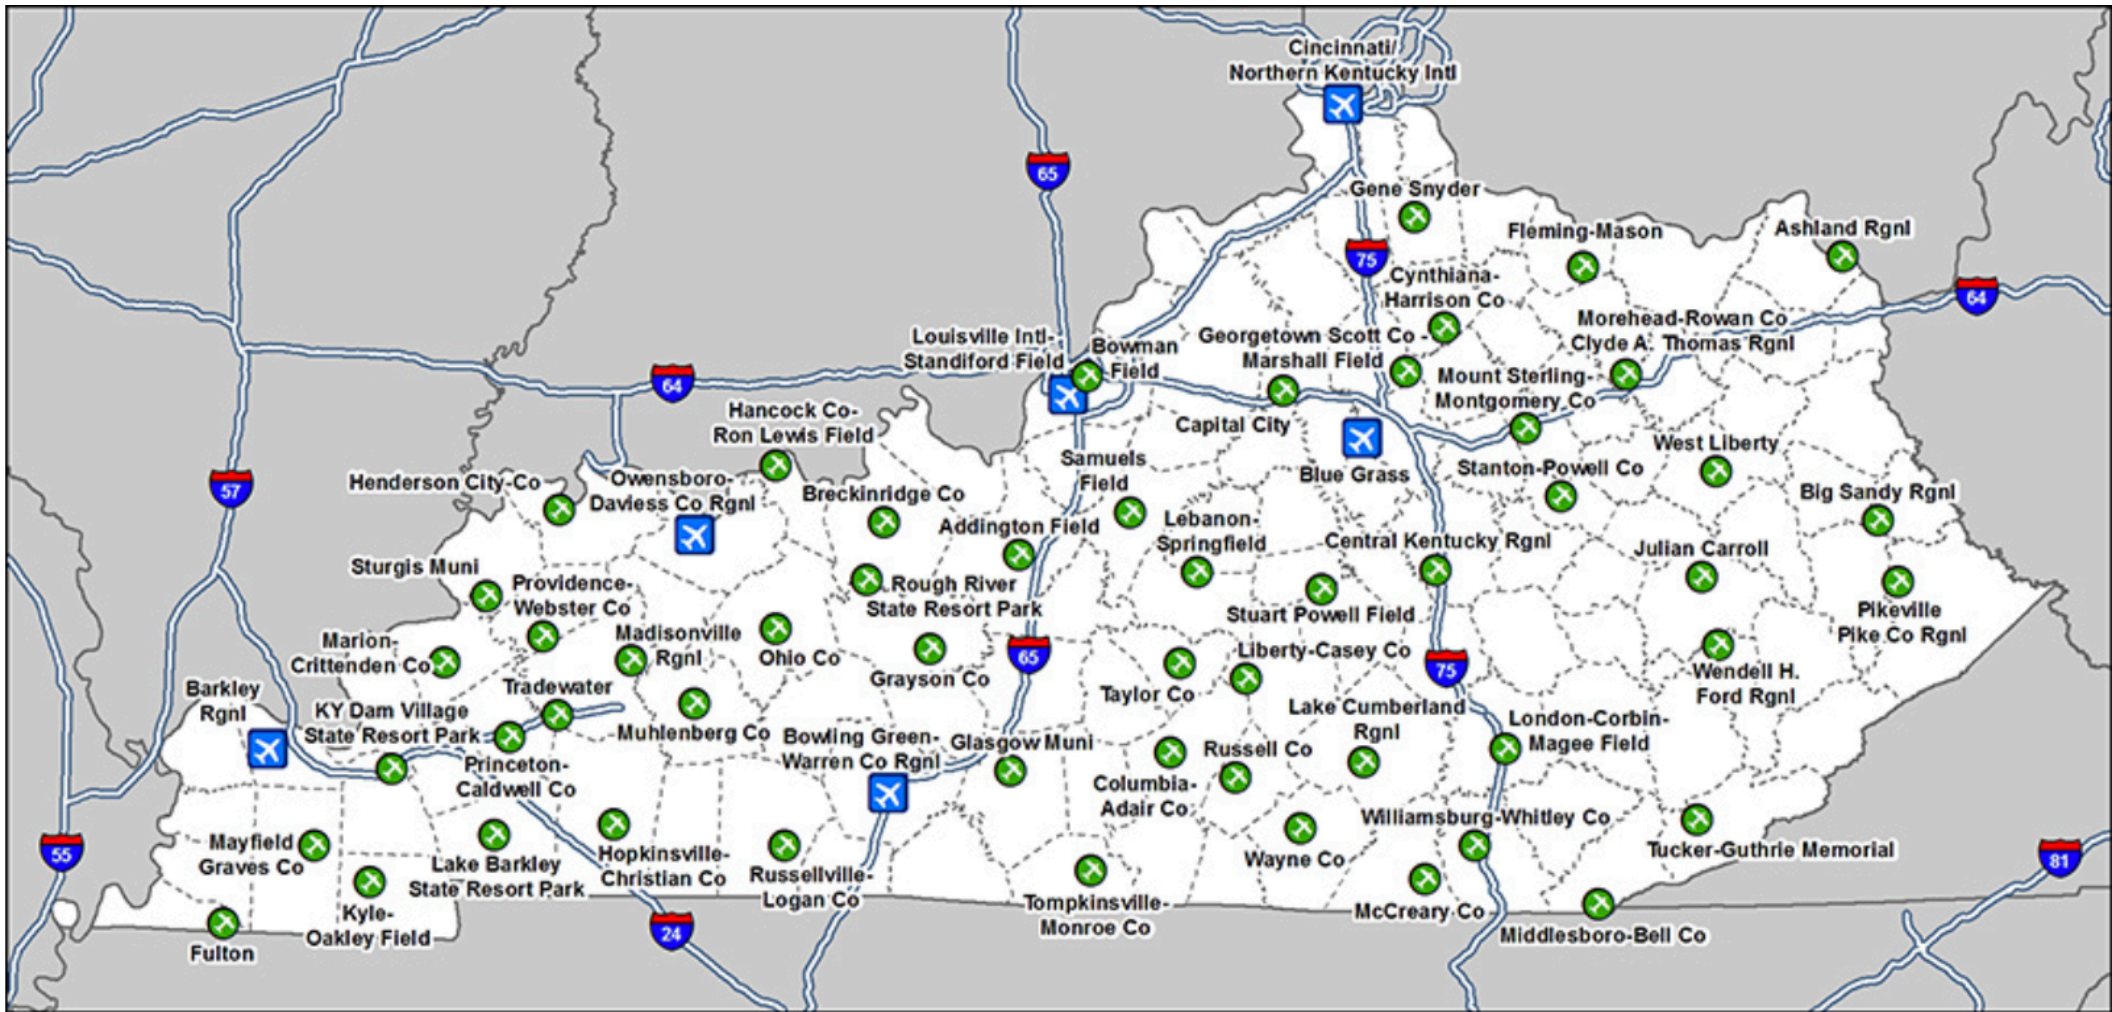 Cincinnati/
Northern Kentucky Intl
65
Gene Snyder
Fleming-Mason
Ashland Rgnl
75
Cynthiana-
Harrison Co
64
Morehead-Rowan Co
Clyde A. Thomas Rgnl
Louisville Intl-
Standiford Field
Bowman
Field
Georgetown Scott Co -
Marshall Field
64
Mount Sterling-
Montgomery Co
Hancock Co-
Ron Lewis Field
Capital City
Samuels
Field
Blue Grass
Stanton-Powell Co
West Liberty
57
Henderson City-Co
Owensboro-
Daviess Co Rgnl
Breckinridge Co
Addington Field
Lebanon-
Springfield
Big Sandy Rgnl
Central Kentucky Rgnl
Julian Carroll
Sturgis Muni
Providence-
Webster Co
Rough River
State Resort Park
Stuart Powell Field
Pikeville
Pike Co Rgnl
Marion-
Crittenden Co
Madisonville
Rgnl
Ohio Co
Grayson Co
65
Liberty-Casey Co
75
Wendell H.
Ford Rgnl
Barkley
Rgnl
Tradewater
Taylor Co
KY Dam Village
State Resort Park
Muhlenberg Co
Lake Cumberland
Rgnl
London-Corbin-
Magee Field
Bowling Green-
Warren Co Rgnl
Glasgow Muni
Russell Co
Princeton-
Caldwell Co
Columbia-
Adair Co
Williamsburg-Whitley Co
55
Mayfield
Graves Co
Lake Barkley
State Resort Park
Hopkinsville-
Christian Co
Russellville-
Logan Co
Wayne Co
Tucker-Guthrie Memorial
81
Kyle-
Oakley Field
Tompkinsville-
Monroe Co
McCreary Co
24
Middlesboro-Bell Co
Fulton